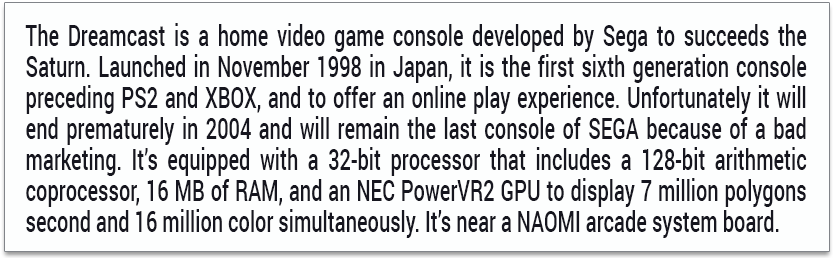 The Dreamcast is a home video game console developed by Sega to succeeds the
Saturn. Launched in November 1998 in Japan, it is the first sixth generation console
preceding PS2 and XBOX, and to offer an online play experience. Unfortunately it will
end prematurely in 2004 and will remain the last console of SEGA because of a bad
marketing. It's equipped with a 32-bit processor that includes a 128-bit arithmetic
coprocessor, 16 MB of RAM, and an NEC PowerVR2 GPU to display 7 million polygons
second and 16 million color simultaneously. It's near a NAOMI arcade system board.